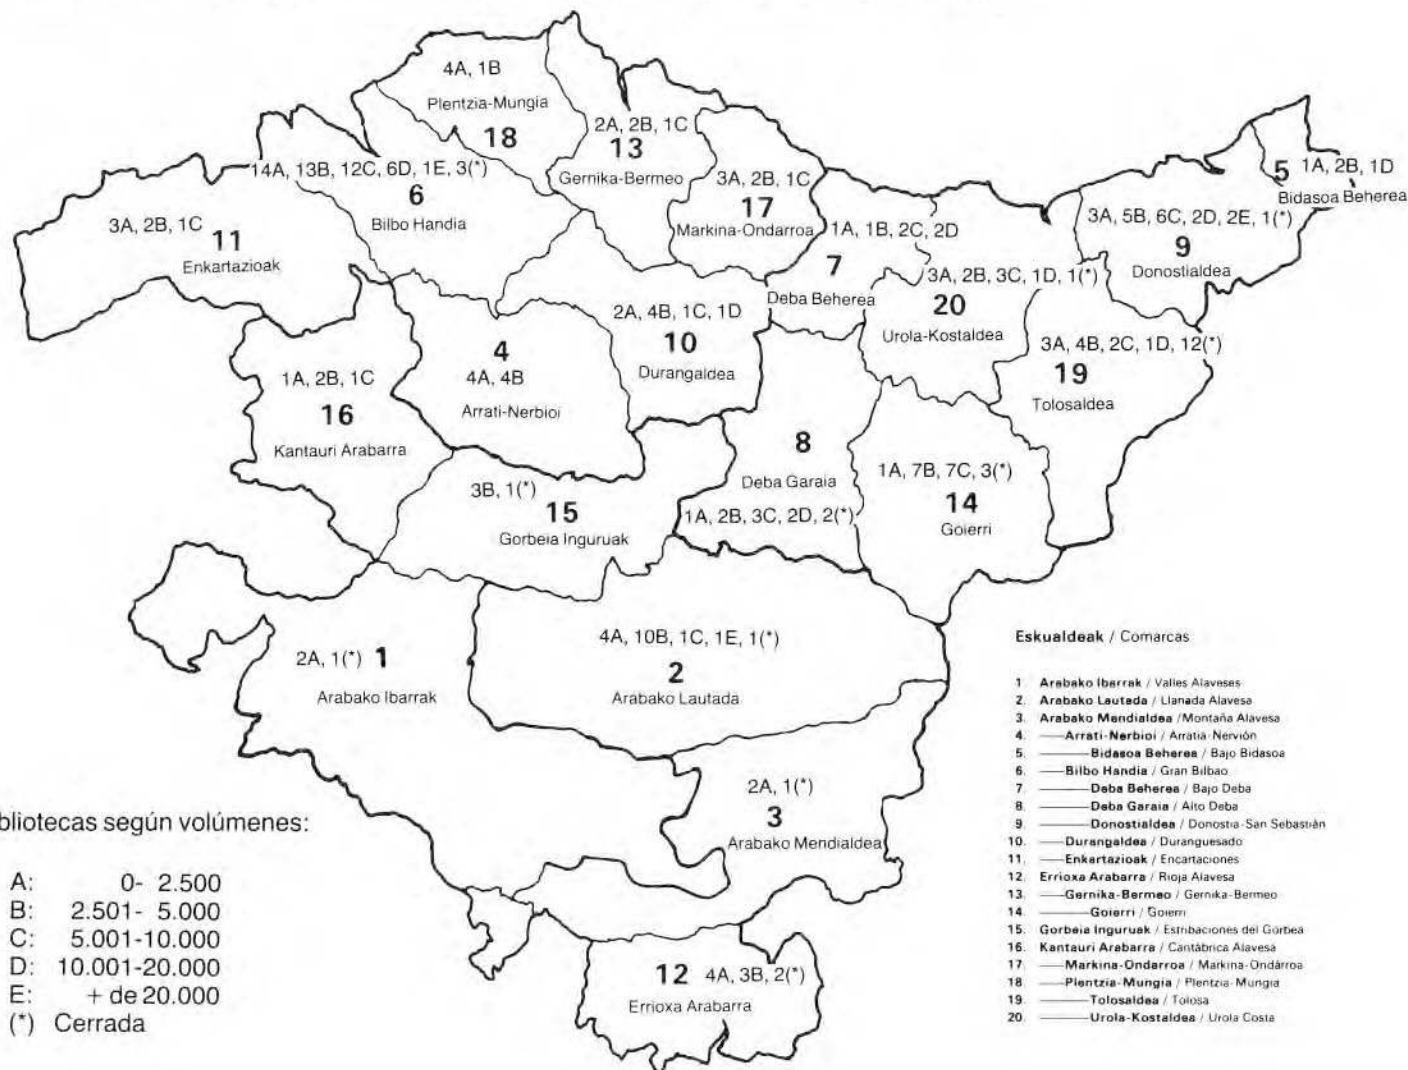 4A, 1B
Plentzia-Mungia
18
2A, 2B, 1C
13
Gernika-Bermeo
14A, 13B, 12C, 6D, 1E, 3(*)
6
Bilbo Handia
3A, 2B, 1C
17
Markina-Ondarroa
5 1A, 2B, 1D
Bidasoa Beherea
3A, 2B, 1C
11
Enkartazioak
1A, 1B, 2C, 2D
7
Deba Beherea
3A, 5B, 6C, 2D, 2E, 1(*)
9
Donostialdea
3A, 2B, 3C, 1D, 1(*)
20
Urola-Kostaldea
2A, 4B, 1C, 1D
10
Durangaldea
4
4A, 4B
Arrati-Nerbioi
3A, 4B, 2C, 1D, 12(*)
19
Tolosaldea
1A, 2B, 1C
16
Kantauri Arabarra
8
Deba Garaia
1A, 2B, 3C, 2D, 2(*)
1A, 7B, 7C, 3(*)
14
Goierri
3B, 1(*)
15
Gorbeia Inguruak
2A, 1(*) 1
Arabako Ibarrak
4A, 10B, 1C, 1E, 1(*)
2
Arabako Lautada
2A, 1(*)
3
Arabako Mendialdea
12 4A, 3B, 2(*)
Errioxa Arabarra
bliotecas según volúmenes:
A: 0- 2.500
B: 2.501- 5.000
C: 5.001-10.000
D: 10.001-20.000
E: + de 20.000
(*) Cerrada
Eskualdeak / Comarcas
1. Arabako Ibarrak / Valles Alaveses
2. Arabako Lautada / Llanada Alavesa
3. Arabako Mendialdea / Montaña Alavesa
4. Arrati-Nerbioi / Arratia-Nervión
5. Bidasoa Beherea / Bajo Bidasoa
6. Bilbo Handia / Gran Bilbao
7. Deba Beherea / Bajo Deba
8. Deba Garaia / Alto Deba
9. Donostialdea / Donostia-San Sebastián
10. Durangaldea / Duranguesado
11. Enkartazioak / Encartaciones
12. Errioxa Arabarra / Rioja Alavesa
13. Gernika-Bermeo / Gernika-Bermeo
14. Goierri / Goierri
15. Gorbeia Inguruak / Estribaciones del Gorbea
16. Kantauri Arabarra / Cantábrica Alavesa
17. Markina-Ondarroa / Markina-Ondárroa
18. Plentzia-Mungia / Plentzia-Mungia
19. Tolosaldea / Tolosa
20. Urola-Kostaldea / Urola Costa